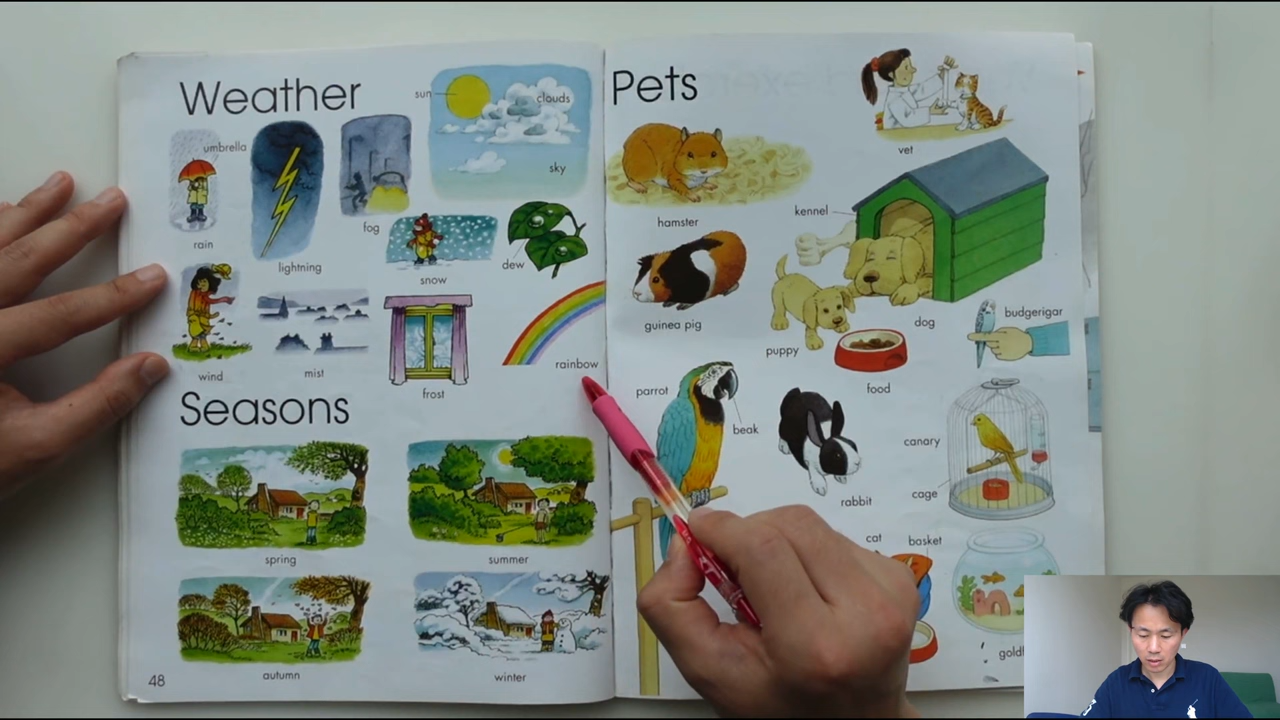 Weather
sun
clouds
umbrella
sky
rain
fog
lightning
snow
dew
wind
mist
frost
rainbow
Seasons
spring
summer
autumn
winter
48
Pets
vet
hamster
kennel
guinea pig
puppy
dog
budgerigar
food
parrot
beak
canary
rabbit
cage
cat
basket